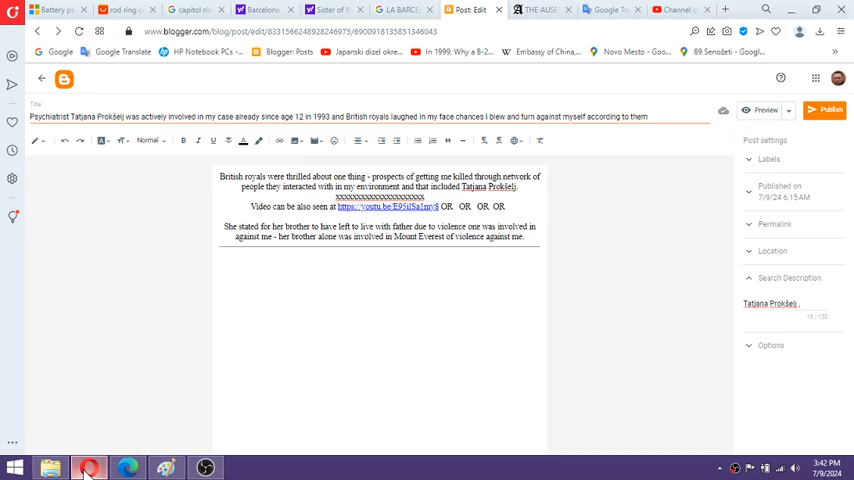 Battery pe
rod ring c
capitol ri
Barcelona
Sister of N
LA BARCE
Post: Edit
THE AUSE
Google Tra
Channel c
https://www.blogger.com/blog/post/edit/8331566248928246975/6900918135851346043
Google
Google Translate
HP Notebook PCs -...
Blogger: Posts
Japanski dizel okre...
In 1999, Why a B-2...
Embassy of China,...
Novo Mesto - Goo...
88 Šenožeti - Goog...
Title
Psychiatrist Tatjana Prokšelj was actively involved in my case already since age 12 in 1993 and British royals laughed in my face chances I blew and turn against myself according to them
Preview
Publish
Normal
Post settings
Labels
Published on
7/9/24 6:15 AM
Permalink
Location
Search Description
Tatjana Prokšelj ,
19 / 150
Options
British royals were thrilled about one thing - prospects of getting me killed through network of
people they interacted with in my environment and that included Tatjana Prokšelj.
xxxxxxxxxxxxxxxxxxxxx
Video can be also seen at https://youtu.be/E95iISa1my8 OR OR OR OR
She stated for her brother to have left to live with father due to violence one was involved in
against me - her brother alone was involved in Mount Everest of violence against me.
3:42 PM
7/9/2024